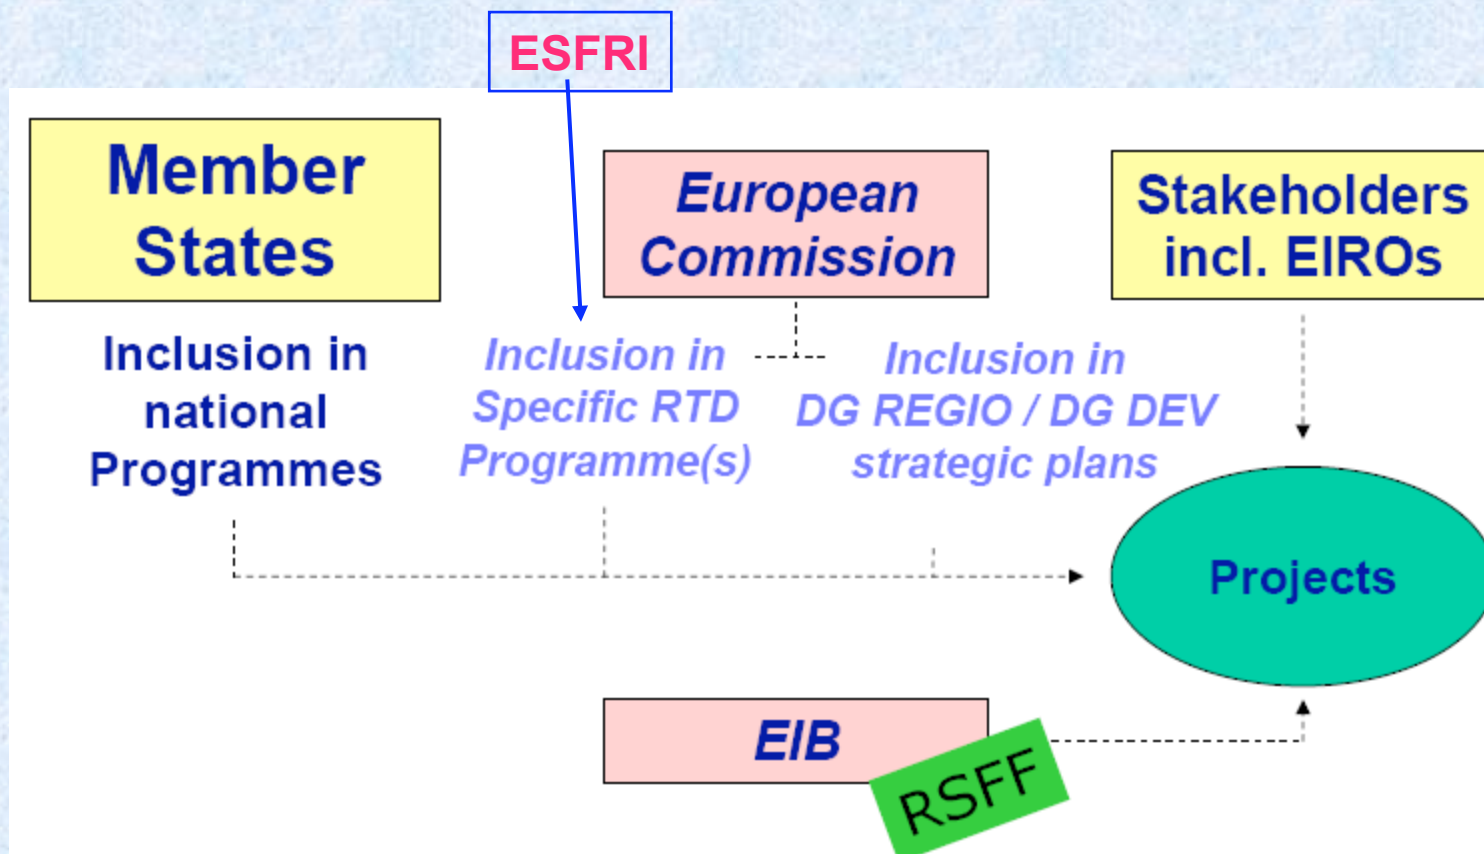 ESFRI
Member
States
European
Commission
Stakeholders
incl. EIROs
Inclusion in
national
Programmes
Inclusion in
Specific RTD
Programme(s)
Inclusion in
DG REGIO / DG DEV
strategic plans
Projects
EIB
RSFF